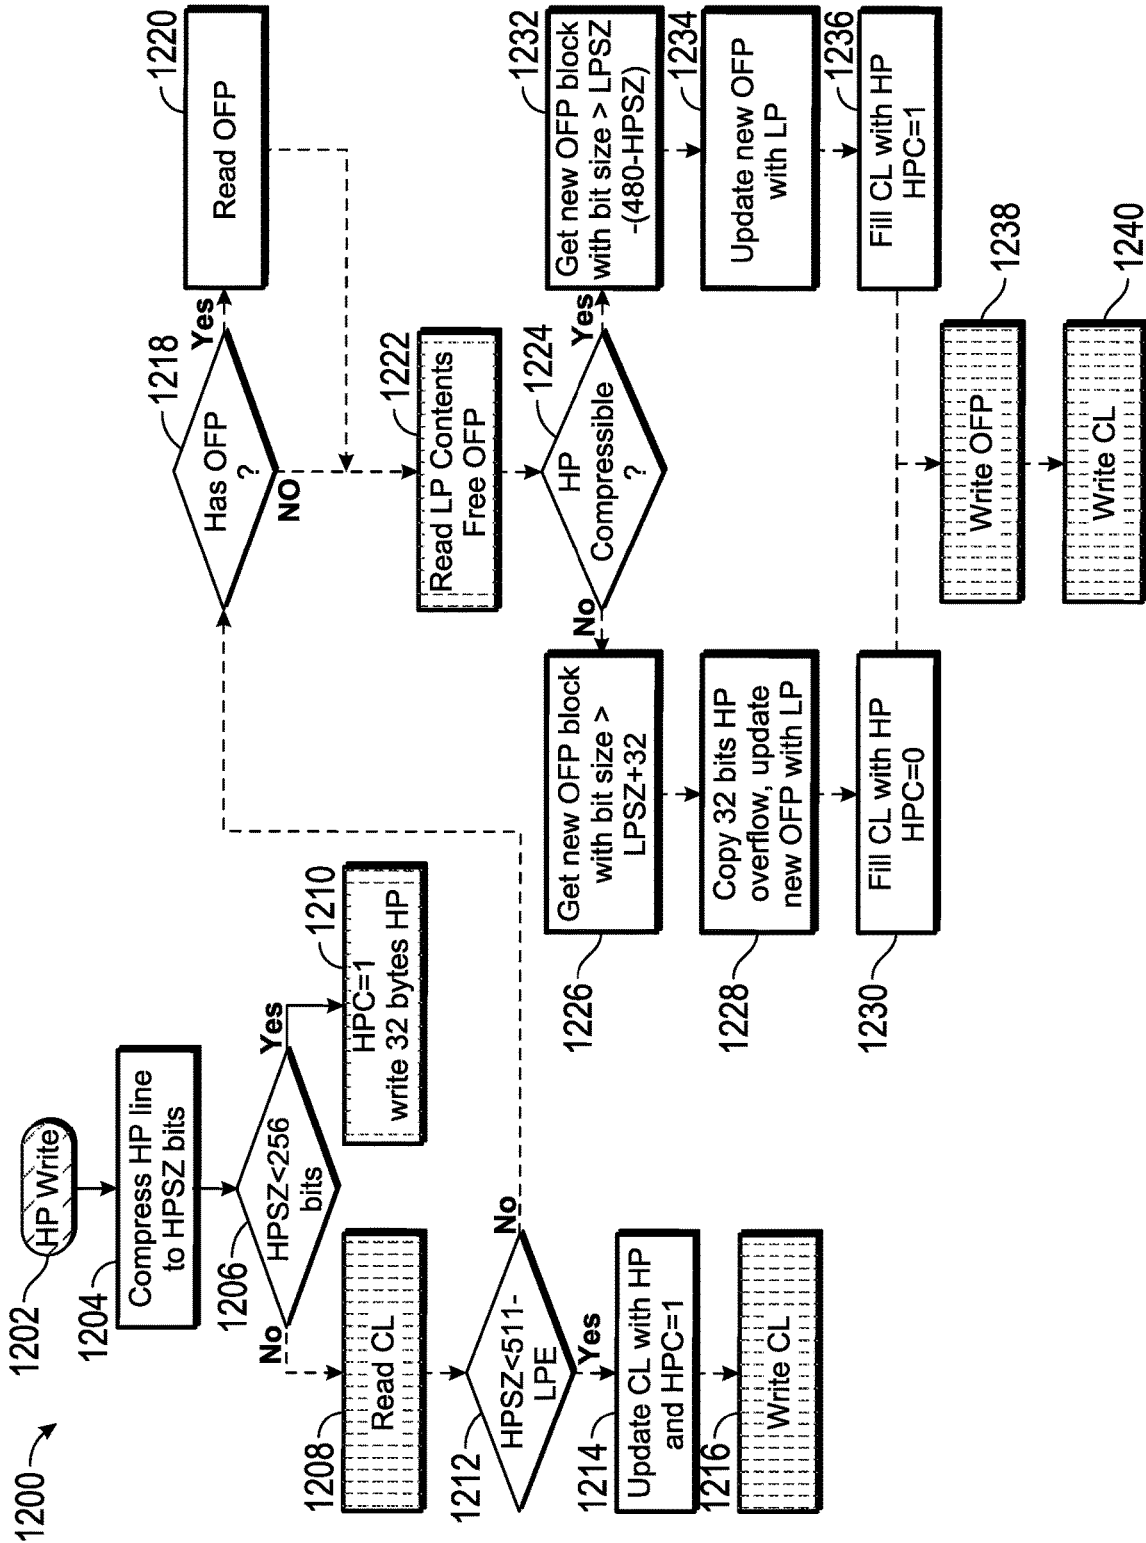 1200
1202
HP Write
1204
Compress HP line
to HPSZ bits
1206
HPSZ<256
bits
Yes
No
1210
HPC=1
write 32 bytes HP
1208
Read CL
1212
HPSZ<511-
LPE
No
Yes
1214
Update CL with HP
and HPC=1
1216
Write CL
1218
Has OFP
?
Yes
NO
1220
Read OFP
1222
Read LP Contents
Free OFP
1224
HP
Compressible
?
No
Yes
1226
Get new OFP block
with bit size >
LPSZ+32
1228
Copy 32 bits HP
overflow, update
new OFP with LP
1230
Fill CL with HP
HPC=0
1232
Get new OFP block
with bit size > LPSZ
-(480-HPSZ)
1234
Update new OFP
with LP
1236
Fill CL with HP
HPC=1
1238
Write OFP
1240
Write CL